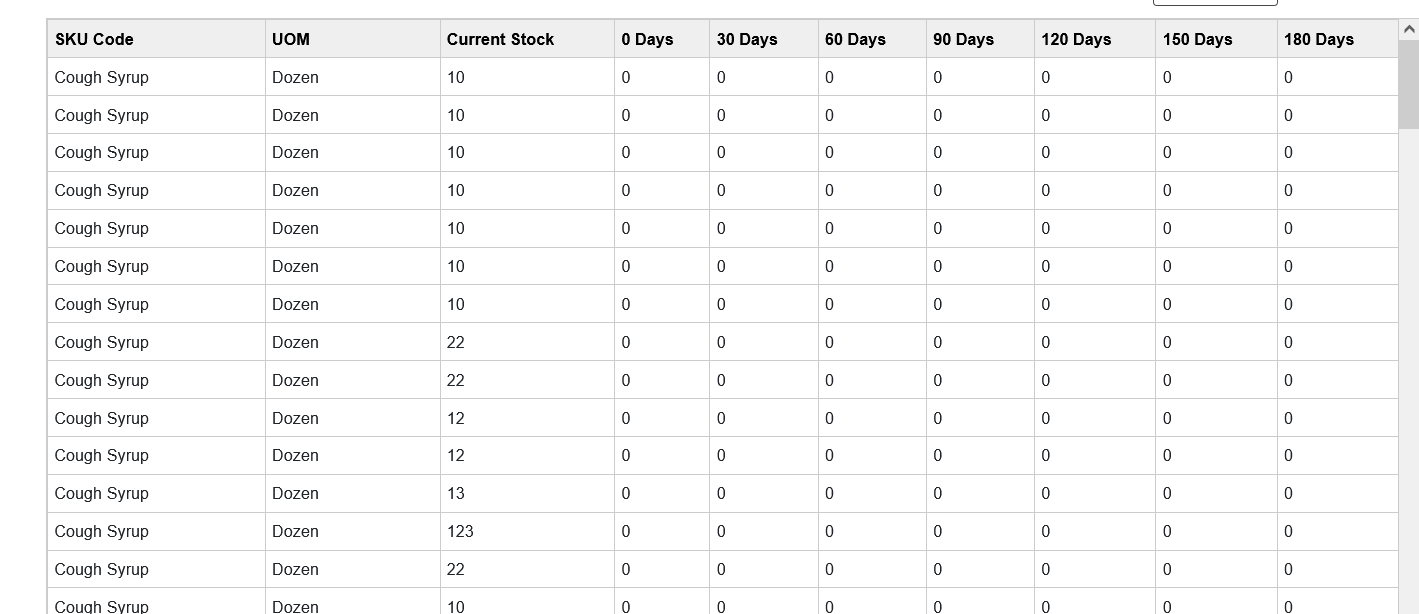 SKU Code UOM Current Stock 0 Days 30 Days 60 Days 90 Days 120 Days 150 Days 180 Days
Cough Syrup Dozen 10 0 0 0 0 0 0 0
Cough Syrup Dozen 10 0 0 0 0 0 0 0
Cough Syrup Dozen 10 0 0 0 0 0 0 0
Cough Syrup Dozen 10 0 0 0 0 0 0 0
Cough Syrup Dozen 10 0 0 0 0 0 0 0
Cough Syrup Dozen 10 0 0 0 0 0 0 0
Cough Syrup Dozen 10 0 0 0 0 0 0 0
Cough Syrup Dozen 22 0 0 0 0 0 0 0
Cough Syrup Dozen 22 0 0 0 0 0 0 0
Cough Syrup Dozen 12 0 0 0 0 0 0 0
Cough Syrup Dozen 12 0 0 0 0 0 0 0
Cough Syrup Dozen 13 0 0 0 0 0 0 0
Cough Syrup Dozen 123 0 0 0 0 0 0 0
Cough Syrup Dozen 22 0 0 0 0 0 0 0
Cough Syrup Dozen 10 0 0 0 0 0 0 0